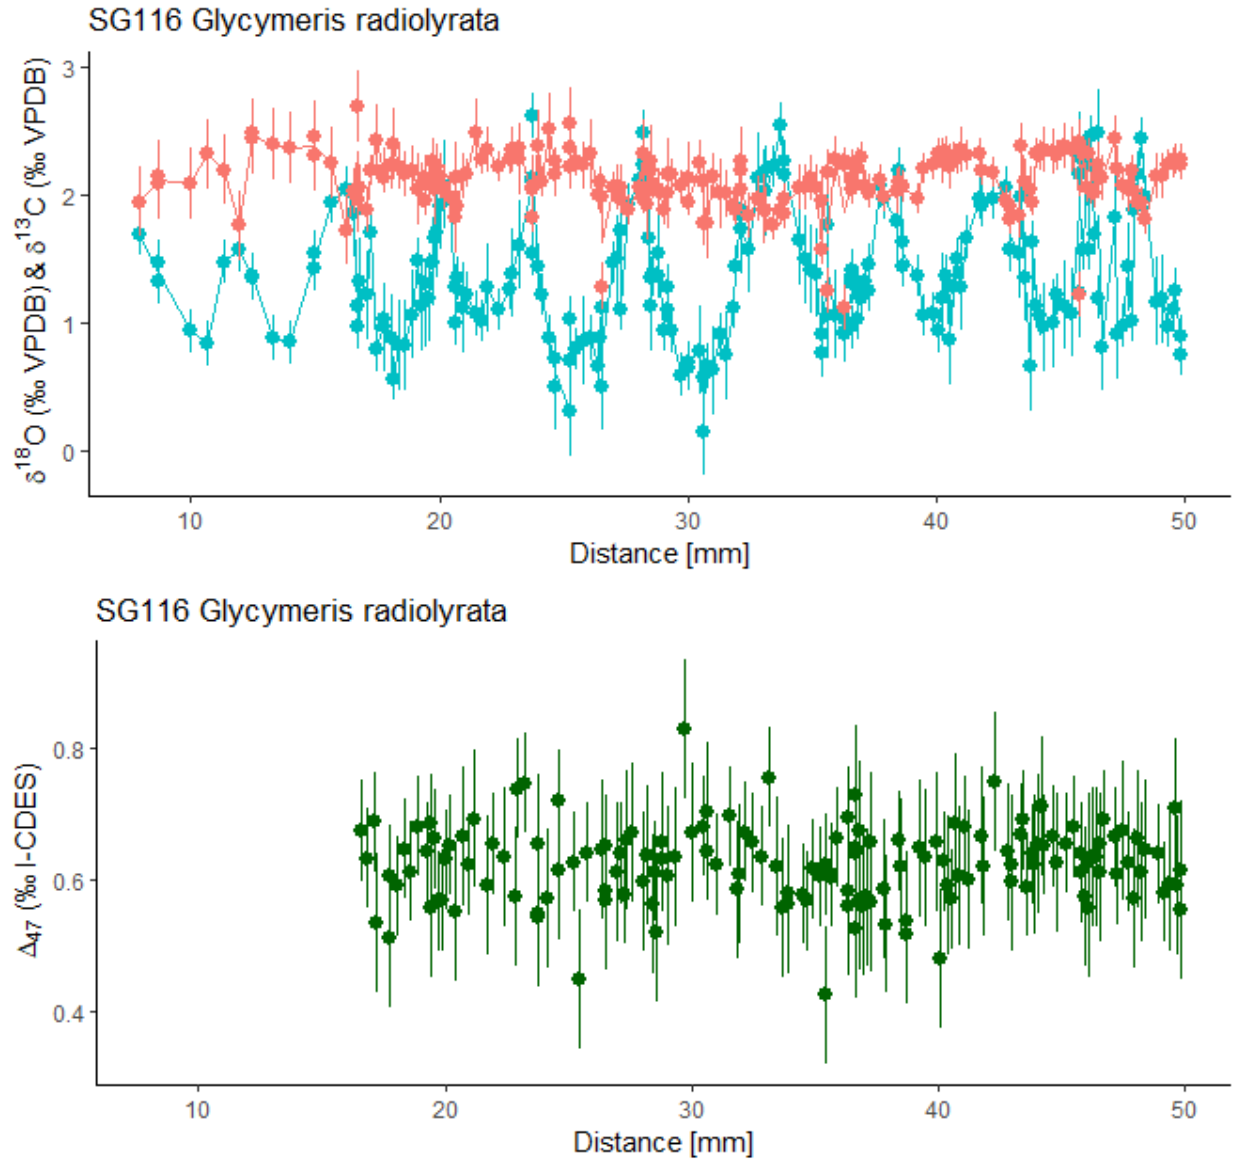 SG116 Glycymeris radiolyrata
δ18O (‰ VPDB) & δ13C (‰ VPDB)
3
2
1
0
10 20 30 40 50
Distance [mm]
SG116 Glycymeris radiolyrata
Δ47 (‰ I-CDES)
0.8
0.6
0.4
10 20 30 40 50
Distance [mm]